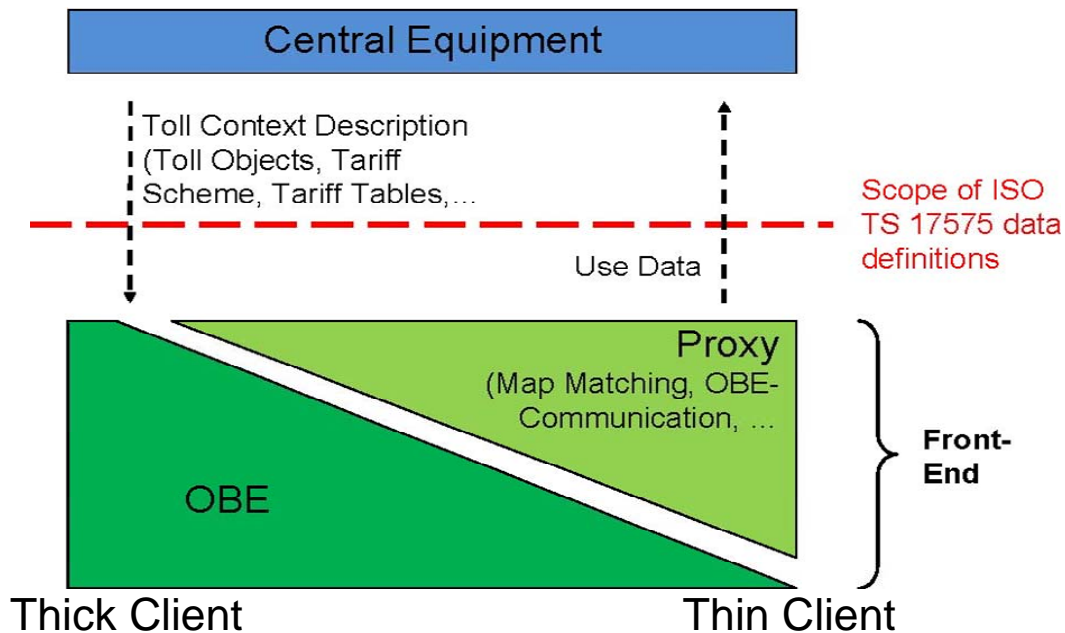 Central Equipment
Toll Context Description
(Toll Objects, Tariff
Scheme, Tariff Tables,...
Scope of ISO
TS 17575 data
definitions
Use Data
Proxy
(Map Matching, OBE-
Communication, ...
Front-
End
OBE
Thick Client
Thin Client